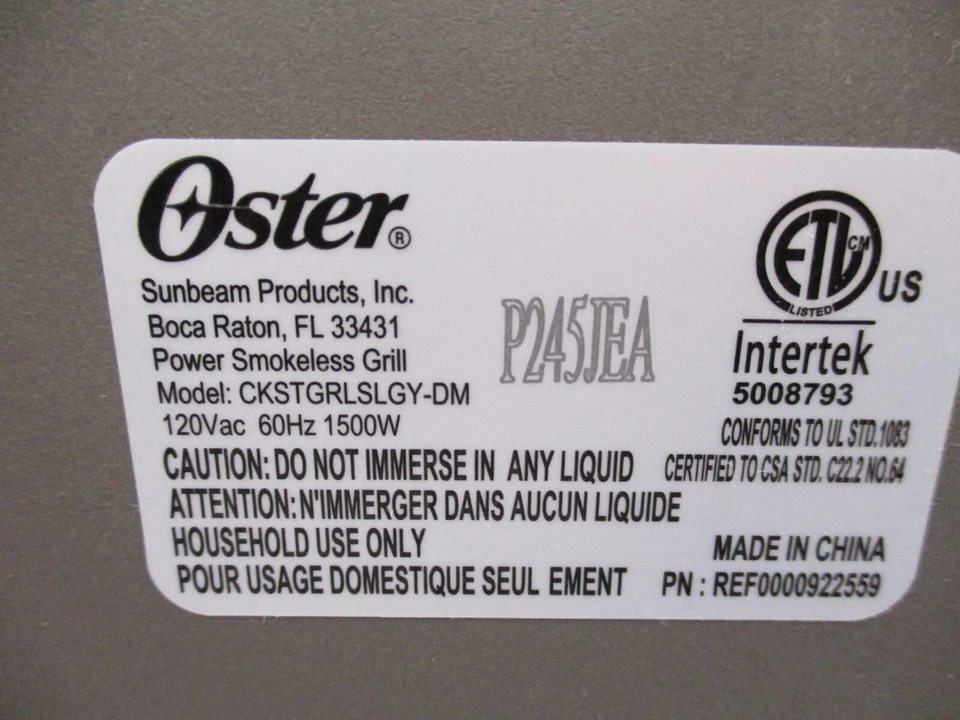 Oster®
Sunbeam Products, Inc.
Boca Raton, FL 33431
Power Smokeless Grill
Model: CKSTGRLSLGY-DM
120Vac 60Hz 1500W
P245JEA
ETL CM
LISTED
US
Intertek
5008793
CONFORMS TO UL STD.1083
CERTIFIED TO CSA STD. C22.2 NO.64
CAUTION: DO NOT IMMERSE IN ANY LIQUID
ATTENTION: N'IMMERGER DANS AUCUN LIQUIDE
HOUSEHOLD USE ONLY
POUR USAGE DOMESTIQUE SEUL EMENT
MADE IN CHINA
PN : REF0000922559